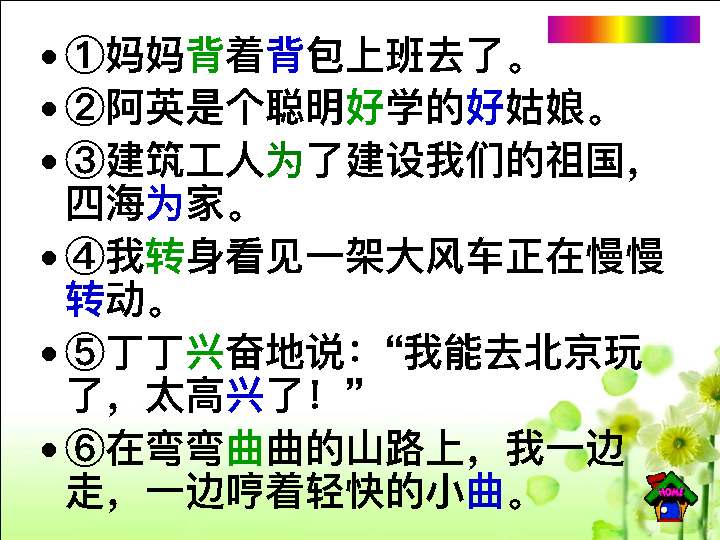 • ①妈妈背着背包上班去了。
• ②阿英是个聪明好学的好姑娘。
• ③建筑工人为了建设我们的祖国，
四海为家。
• ④我转身看见一架大风车正在慢慢
转动。
• ⑤丁丁兴奋地说：“我能去北京玩
了，太高兴了！”
• ⑥在弯弯曲曲的山路上，我一边
走，一边哼着轻快的小曲。
HOME